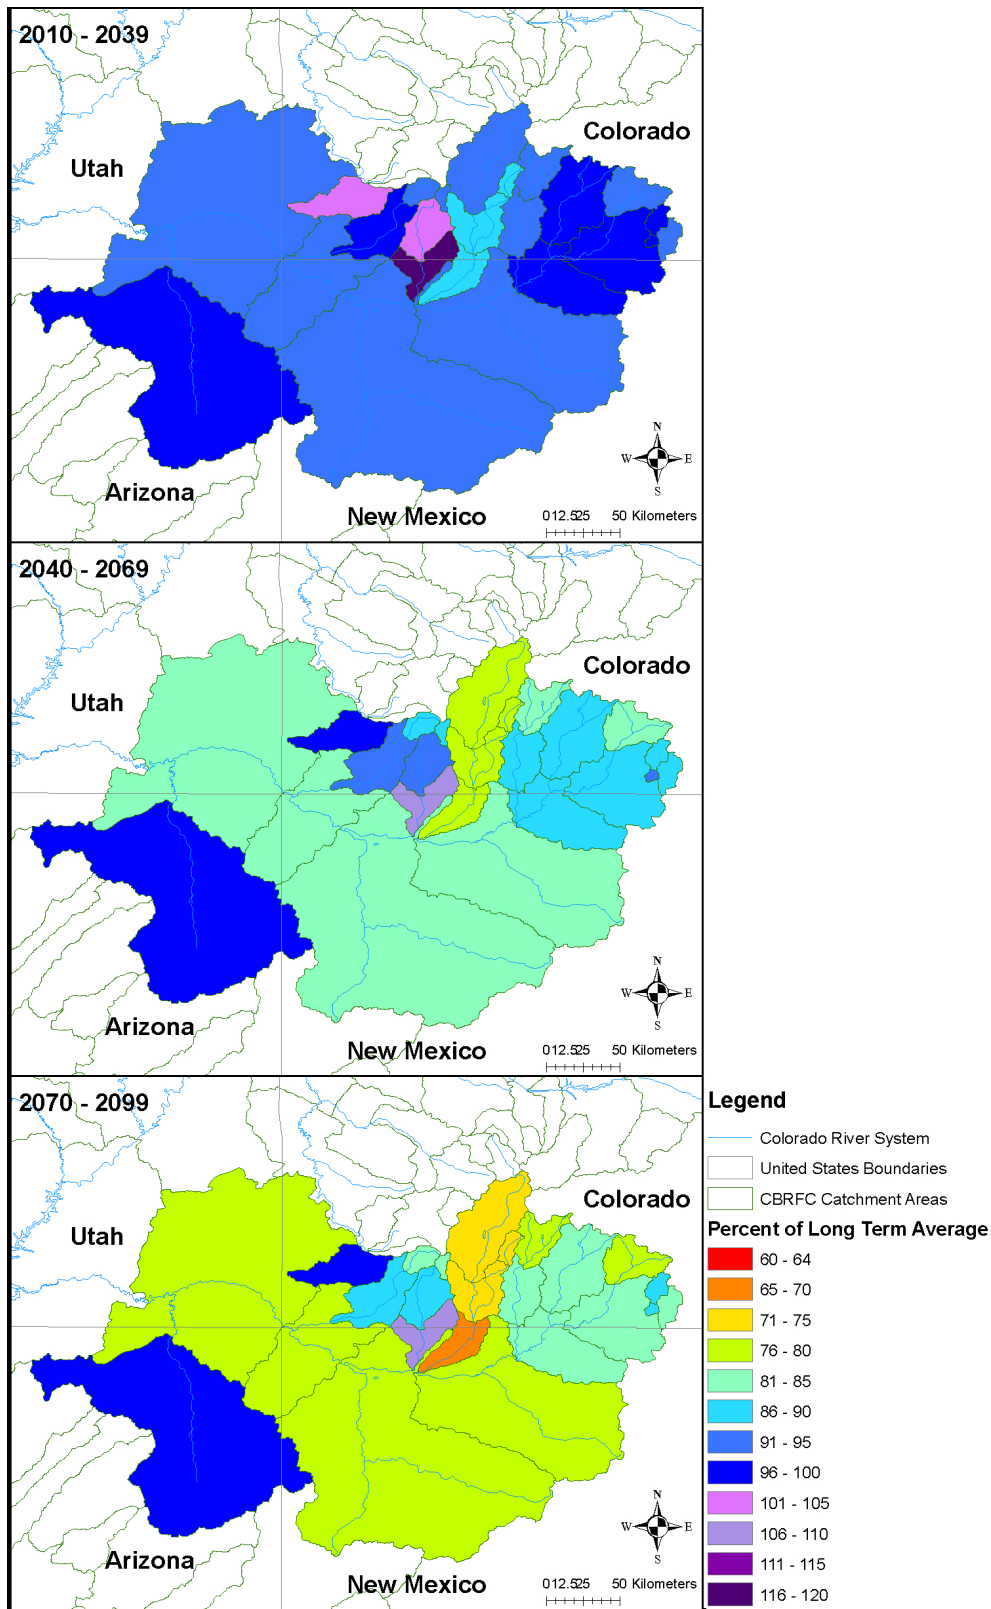 2010 - 2039
Colorado
Utah
Arizona
New Mexico
N
W E
S
012.525 50 Kilometers
2040 - 2069
Colorado
Utah
Arizona
New Mexico
N
W E
S
012.525 50 Kilometers
2070 - 2099
Colorado
Utah
Arizona
New Mexico
N
W E
S
012.525 50 Kilometers
Legend
Colorado River System
United States Boundaries
CBRFC Catchment Areas
Percent of Long Term Average
60 - 64
65 - 70
71 - 75
76 - 80
81 - 85
86 - 90
91 - 95
96 - 100
101 - 105
106 - 110
111 - 115
116 - 120